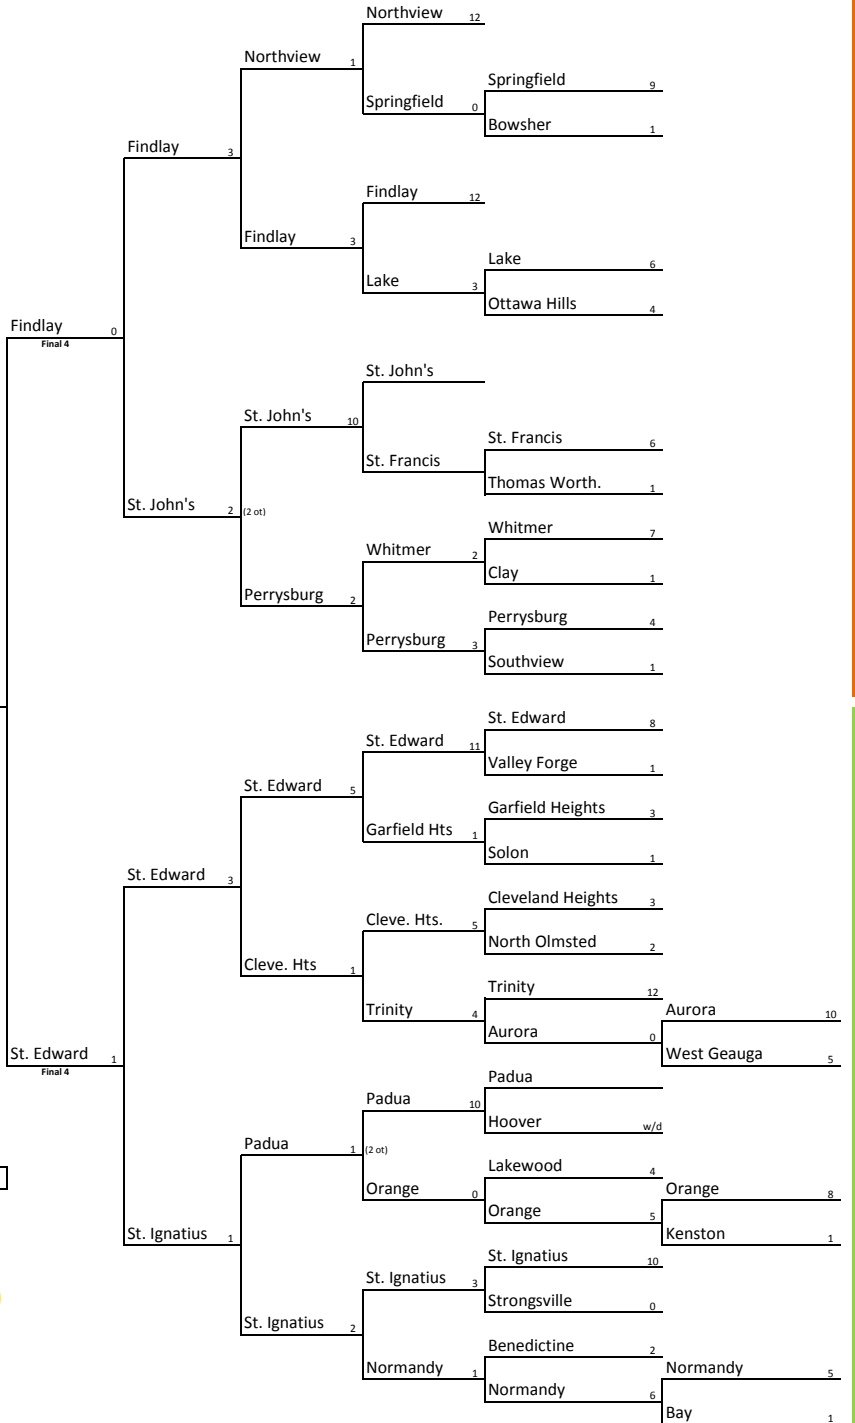 Northview 12
Northview 1
Springfield 9
Springfield 0
Bowsher 1
Findlay 3
Findlay 12
Findlay 3
Lake 6
Lake 3
Ottawa Hills 4
Findlay 0
Final 4
St. John's
St. John's 10
St. Francis 6
St. Francis
Thomas Worth. 1
St. John's 2 (2 ot)
Whitmer 7
Whitmer 2
Clay 1
Perrysburg 2
Perrysburg 4
Perrysburg 3
Southview 1
St. Edward 8
St. Edward 11
Valley Forge 1
St. Edward 5
Garfield Heights 3
Garfield Hts 1
Solon 1
St. Edward 3
Cleveland Heights 3
Cleve. Hts. 5
North Olmsted 2
Cleve. Hts 1
Trinity 12
Trinity 4
Aurora 10
Aurora 0
West Geauga 5
St. Edward 1
Final 4
Padua
Padua 10
Hoover w/d
Padua 1 (2 ot)
Lakewood 4
Orange 0
Orange 8
Orange 5
Kenston 1
St. Ignatius 1
St. Ignatius 10
St. Ignatius 3
Strongsville 0
St. Ignatius 2
Benedictine 2
Normandy 1
Normandy 5
Normandy 6
Bay 1